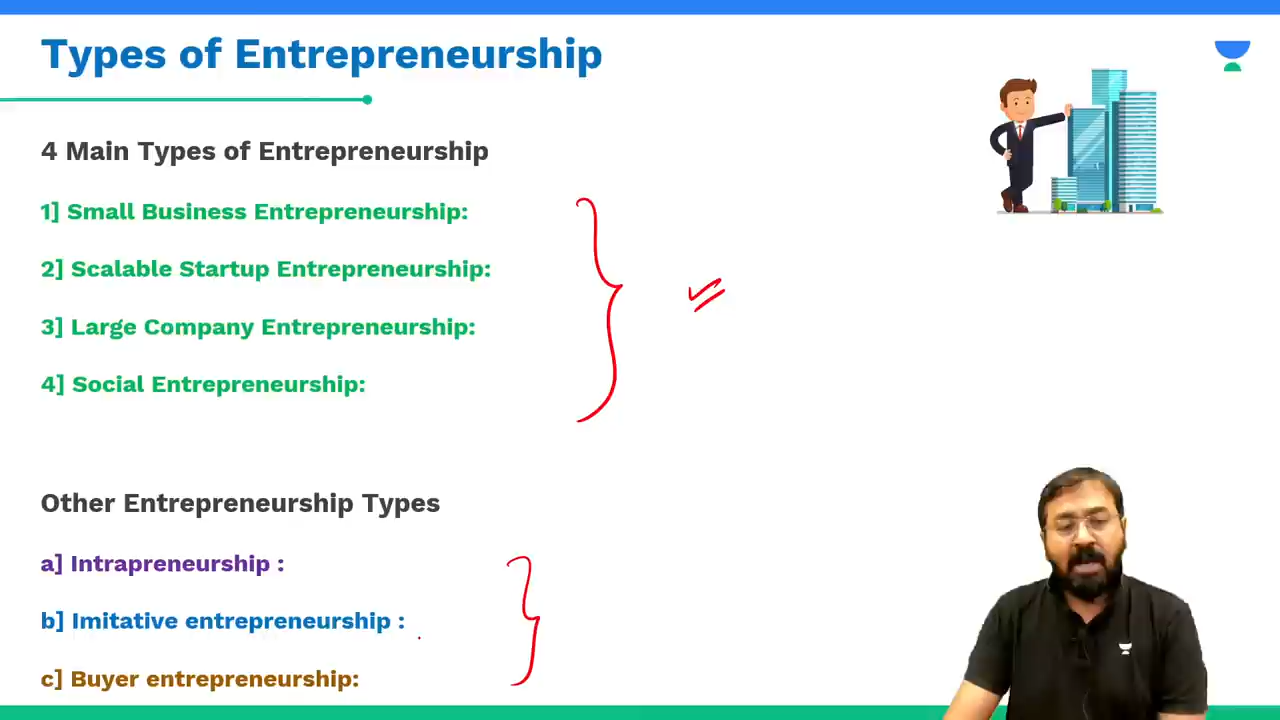 Types of Entrepreneurship
4 Main Types of Entrepreneurship
1] Small Business Entrepreneurship:
2] Scalable Startup Entrepreneurship:
3] Large Company Entrepreneurship:
4] Social Entrepreneurship:
Other Entrepreneurship Types
a] Intrapreneurship :
b] Imitative entrepreneurship :
c] Buyer entrepreneurship: